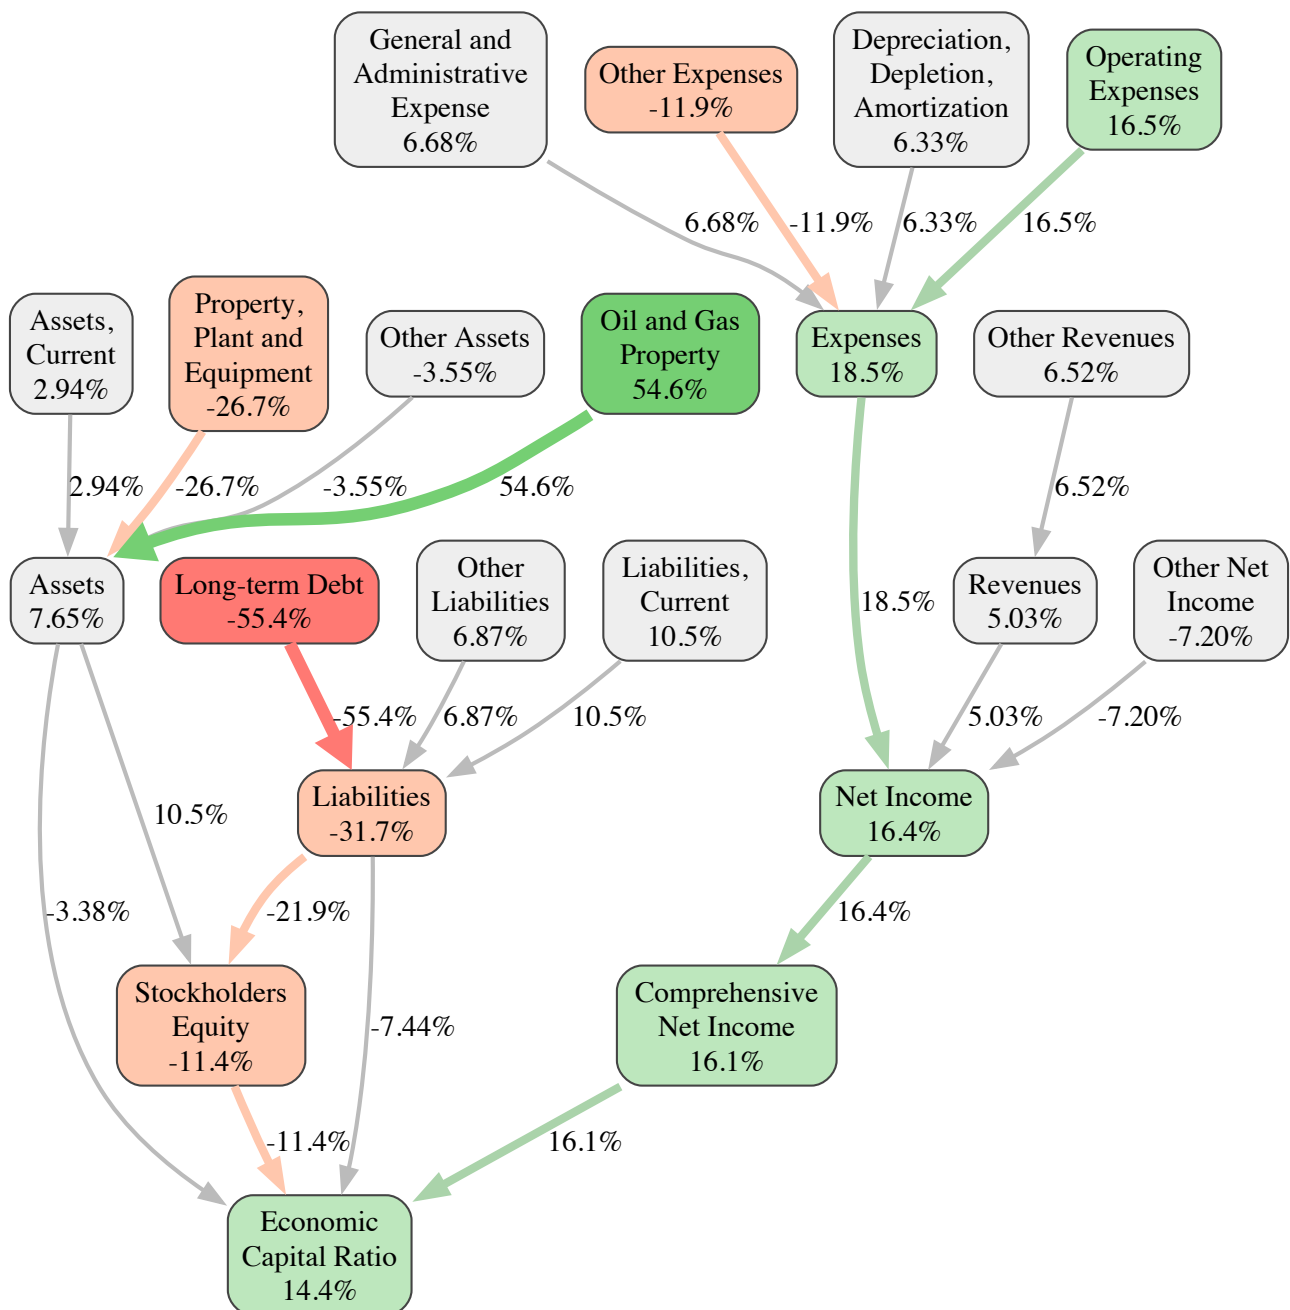 General and
Administrative
Expense
6.68%
Other Expenses
-11.9%
Depreciation,
Depletion,
Amortization
6.33%
Operating
Expenses
16.5%
6.68%
-11.9%
6.33%
16.5%
Assets,
Current
2.94%
Property,
Plant and
Equipment
-26.7%
Other Assets
-3.55%
Oil and Gas
Property
54.6%
Expenses
18.5%
Other Revenues
6.52%
2.94%
-26.7%
-3.55%
54.6%
6.52%
Assets
7.65%
Long-term Debt
-55.4%
Other
Liabilities
6.87%
Liabilities,
Current
10.5%
18.5%
Revenues
5.03%
Other Net
Income
-7.20%
-55.4%
6.87%
10.5%
5.03%
-7.20%
10.5%
Liabilities
-31.7%
Net Income
16.4%
-3.38%
-21.9%
16.4%
Stockholders
Equity
-11.4%
-7.44%
Comprehensive
Net Income
16.1%
-11.4%
16.1%
Economic
Capital Ratio
14.4%